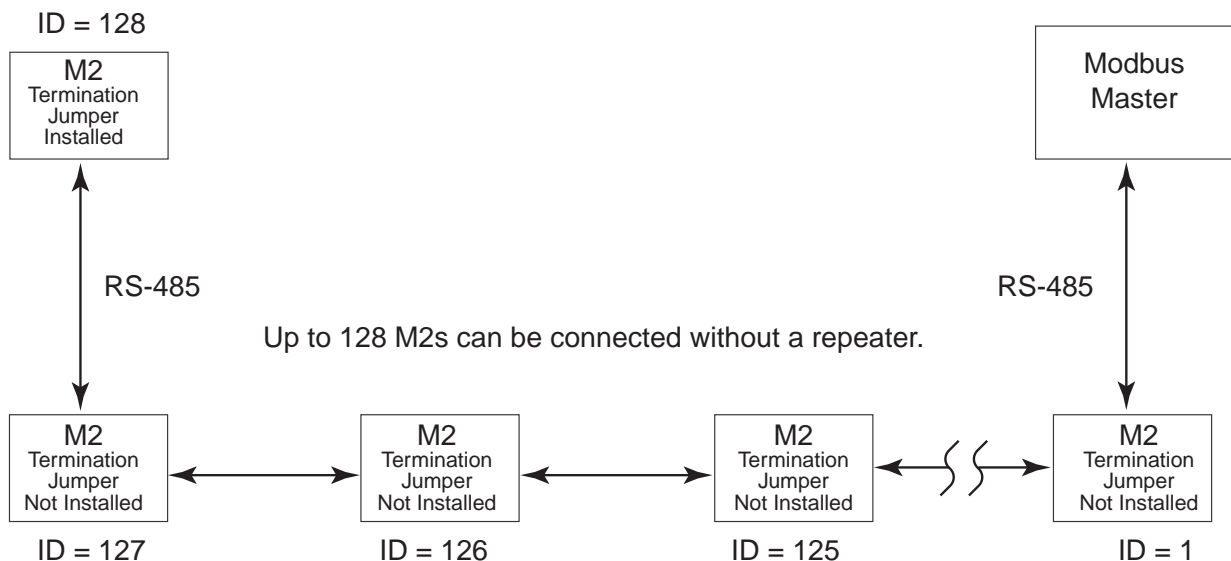 ID = 128
M2
Termination
Jumper
Installed
Modbus
Master
RS-485
RS-485
Up to 128 M2s can be connected without a repeater.
M2
Termination
Jumper
Not Installed
M2
Termination
Jumper
Not Installed
M2
Termination
Jumper
Not Installed
M2
Termination
Jumper
Not Installed
ID = 127
ID = 126
ID = 125
ID = 1